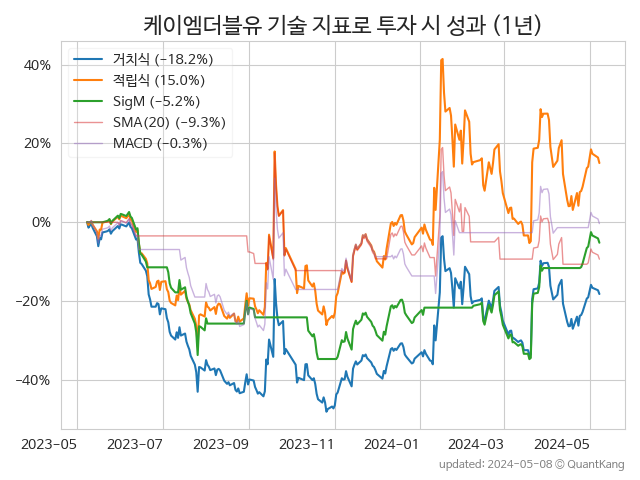 케이엠더블유 기술 지표로 투자 시 성과 (1년)
거치식 (−18.2%)
적립식 (15.0%)
SigM (−5.2%)
SMA(20) (−9.3%)
MACD (−0.3%)
40%
20%
0%
−20%
−40%
2023−05 2023−07 2023−09 2023−11 2024−01 2024−03 2024−05
updated: 2024−05−08 © QuantKang